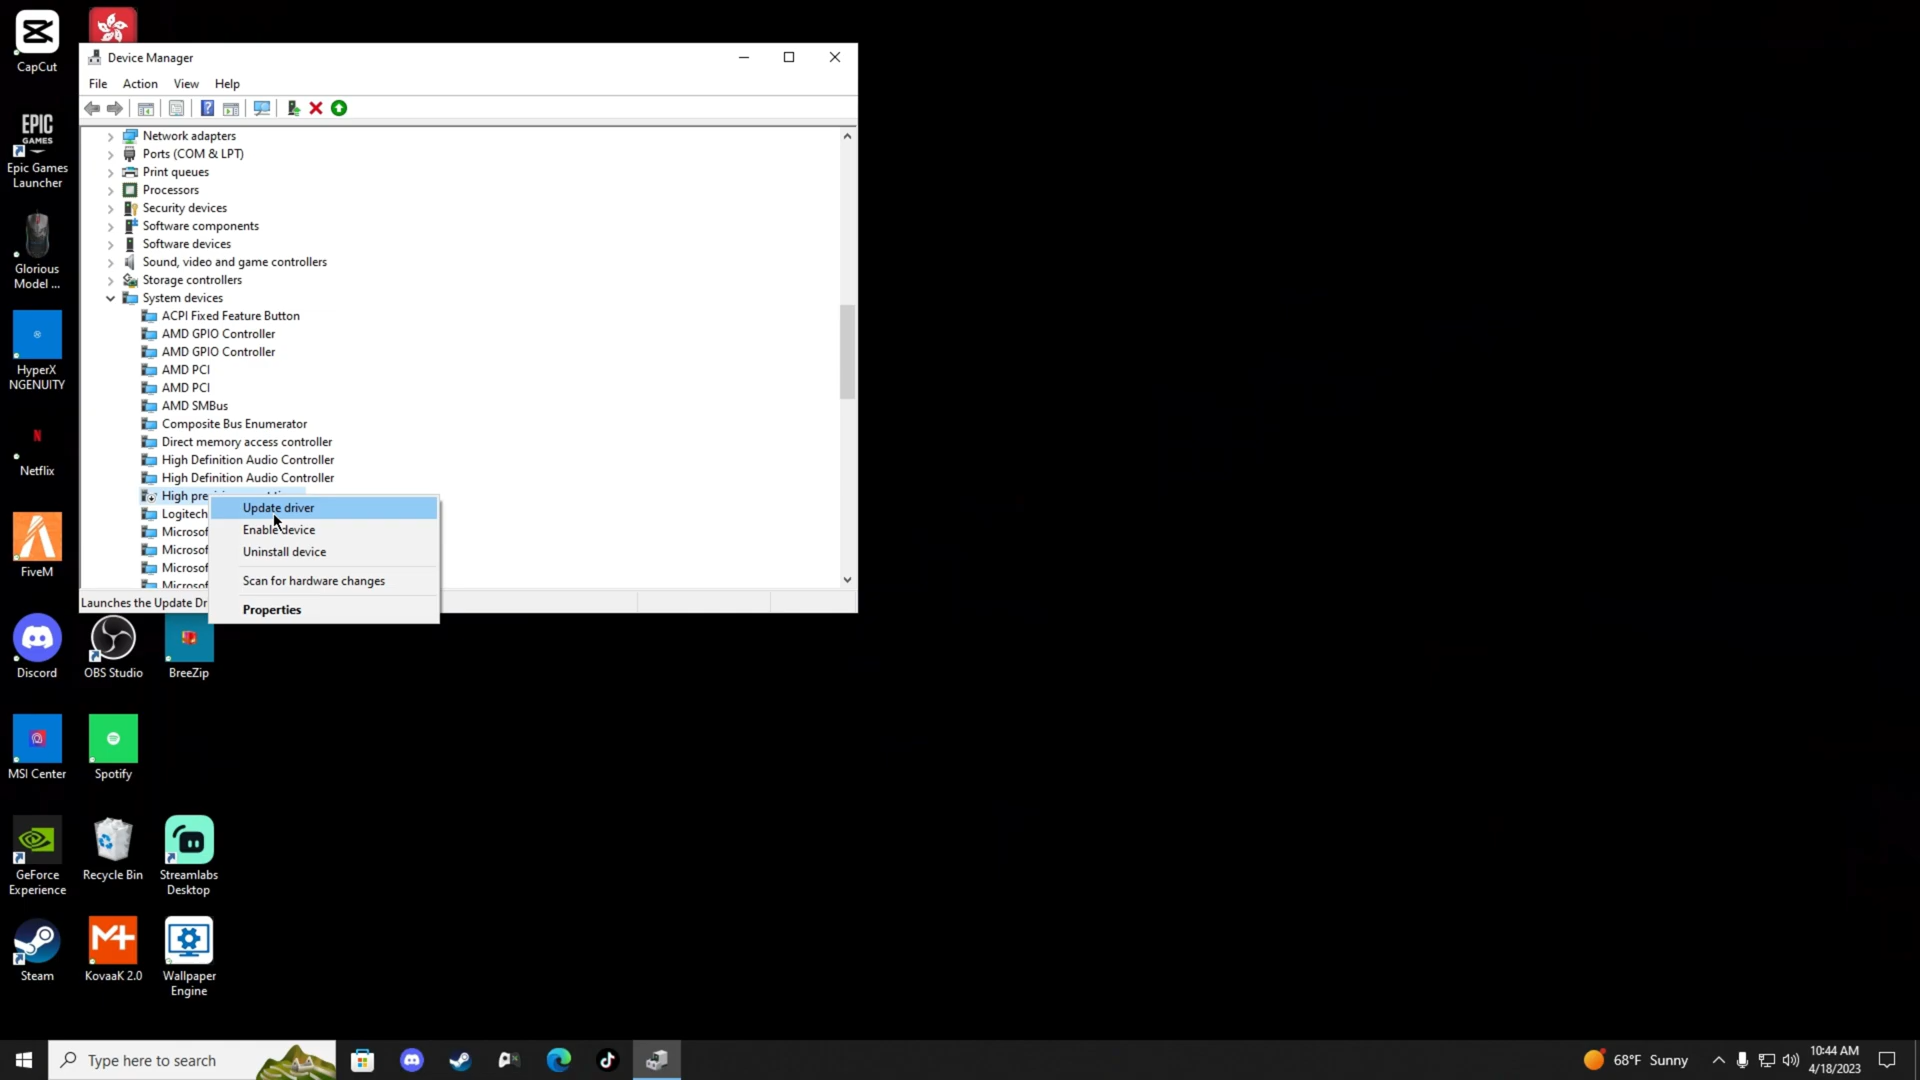 CapCut
EPIC
GAMES
Epic Games
Launcher
Glorious
Model ...
HyperX
NGENUITY
N
Netflix
FiveM
Discord
OBS Studio
BreeZip
MSI Center
Spotify
GeForce
Experience
Recycle Bin
Streamlabs
Desktop
Steam
KovaaK 2.0
Wallpaper
Engine
Device Manager
File Action View Help
Network adapters
Ports (COM & LPT)
Print queues
Processors
Security devices
Software components
Software devices
Sound, video and game controllers
Storage controllers
System devices
ACPI Fixed Feature Button
AMD GPIO Controller
AMD GPIO Controller
AMD PCI
AMD PCI
AMD SMBus
Composite Bus Enumerator
Direct memory access controller
High Definition Audio Controller
High Definition Audio Controller
High pre
Logitech
Microsof
Microsof
Microsof
Microsof
Launches the Update Dr
Update driver
Enable device
Uninstall device
Scan for hardware changes
Properties
Type here to search
68°F Sunny
10:44 AM
4/18/2023